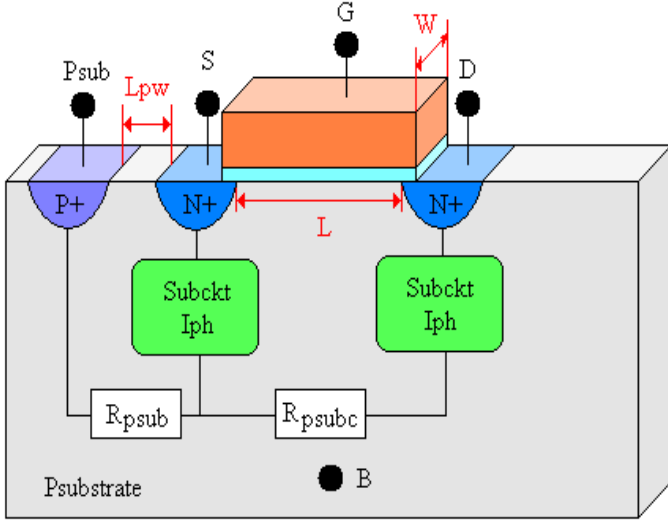 G
W
Psub
S
D
Lpw
P+
N+
N+
L
Subckt
Iph
Subckt
Iph
Rpsub
Rpsubc
B
Psubstrate